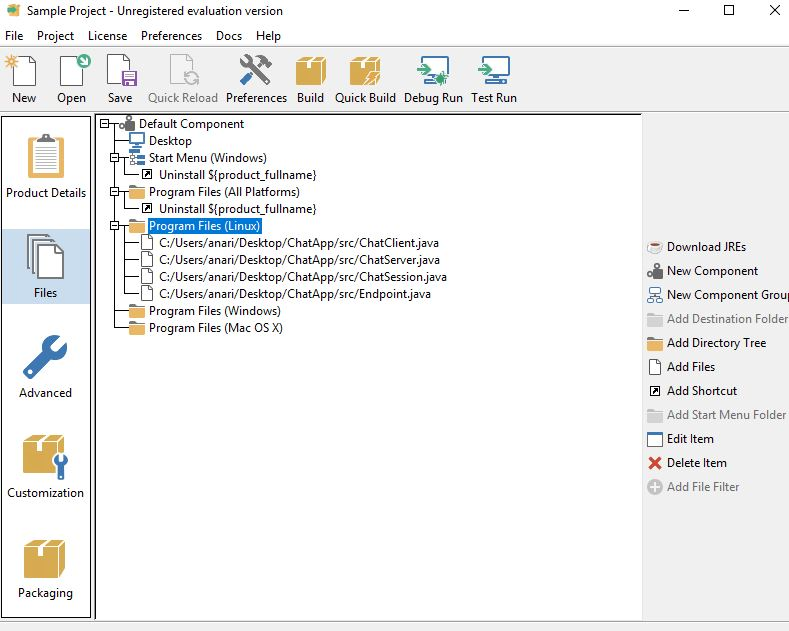 Sample Project - Unregistered evaluation version
File Project License Preferences Docs Help
New Open Save Quick Reload Preferences Build Quick Build Debug Run Test Run
Product Details
Files
Advanced
Customization
Packaging
Default Component
Desktop
Start Menu (Windows)
Uninstall ${product_fullname}
Program Files (All Platforms)
Uninstall ${product_fullname}
Program Files (Linux)
C:/Users/anari/Desktop/ChatApp/src/ChatClient.java
C:/Users/anari/Desktop/ChatApp/src/ChatServer.java
C:/Users/anari/Desktop/ChatApp/src/ChatSession.java
C:/Users/anari/Desktop/ChatApp/src/Endpoint.java
Program Files (Windows)
Program Files (Mac OS X)
Download JREs
New Component
New Component Grou
Add Destination Folder
Add Directory Tree
Add Files
Add Shortcut
Add Start Menu Folder
Edit Item
Delete Item
Add File Filter